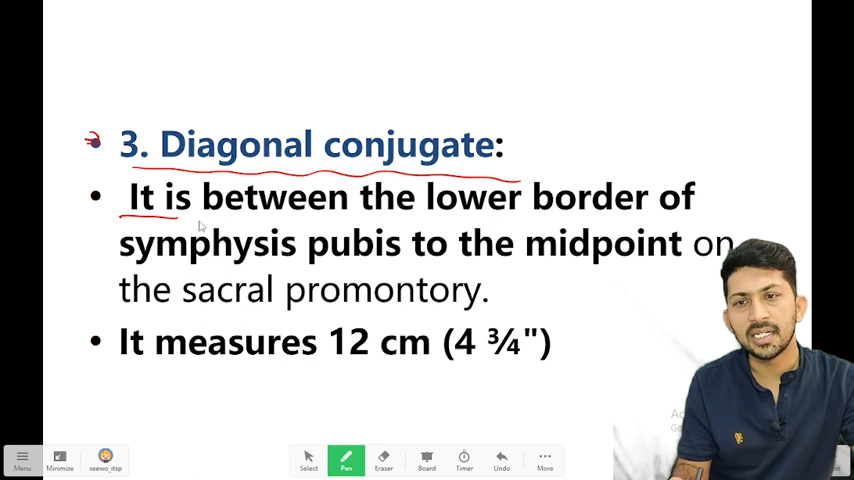 • 3. Diagonal conjugate:
• It is between the lower border of
symphysis pubis to the midpoint on
the sacral promontory.
• It measures 12 cm (4 ¾")
Menu
Minimize
seewo_itsp
Select
Pen
Eraser
Board
Timer
Undo
More